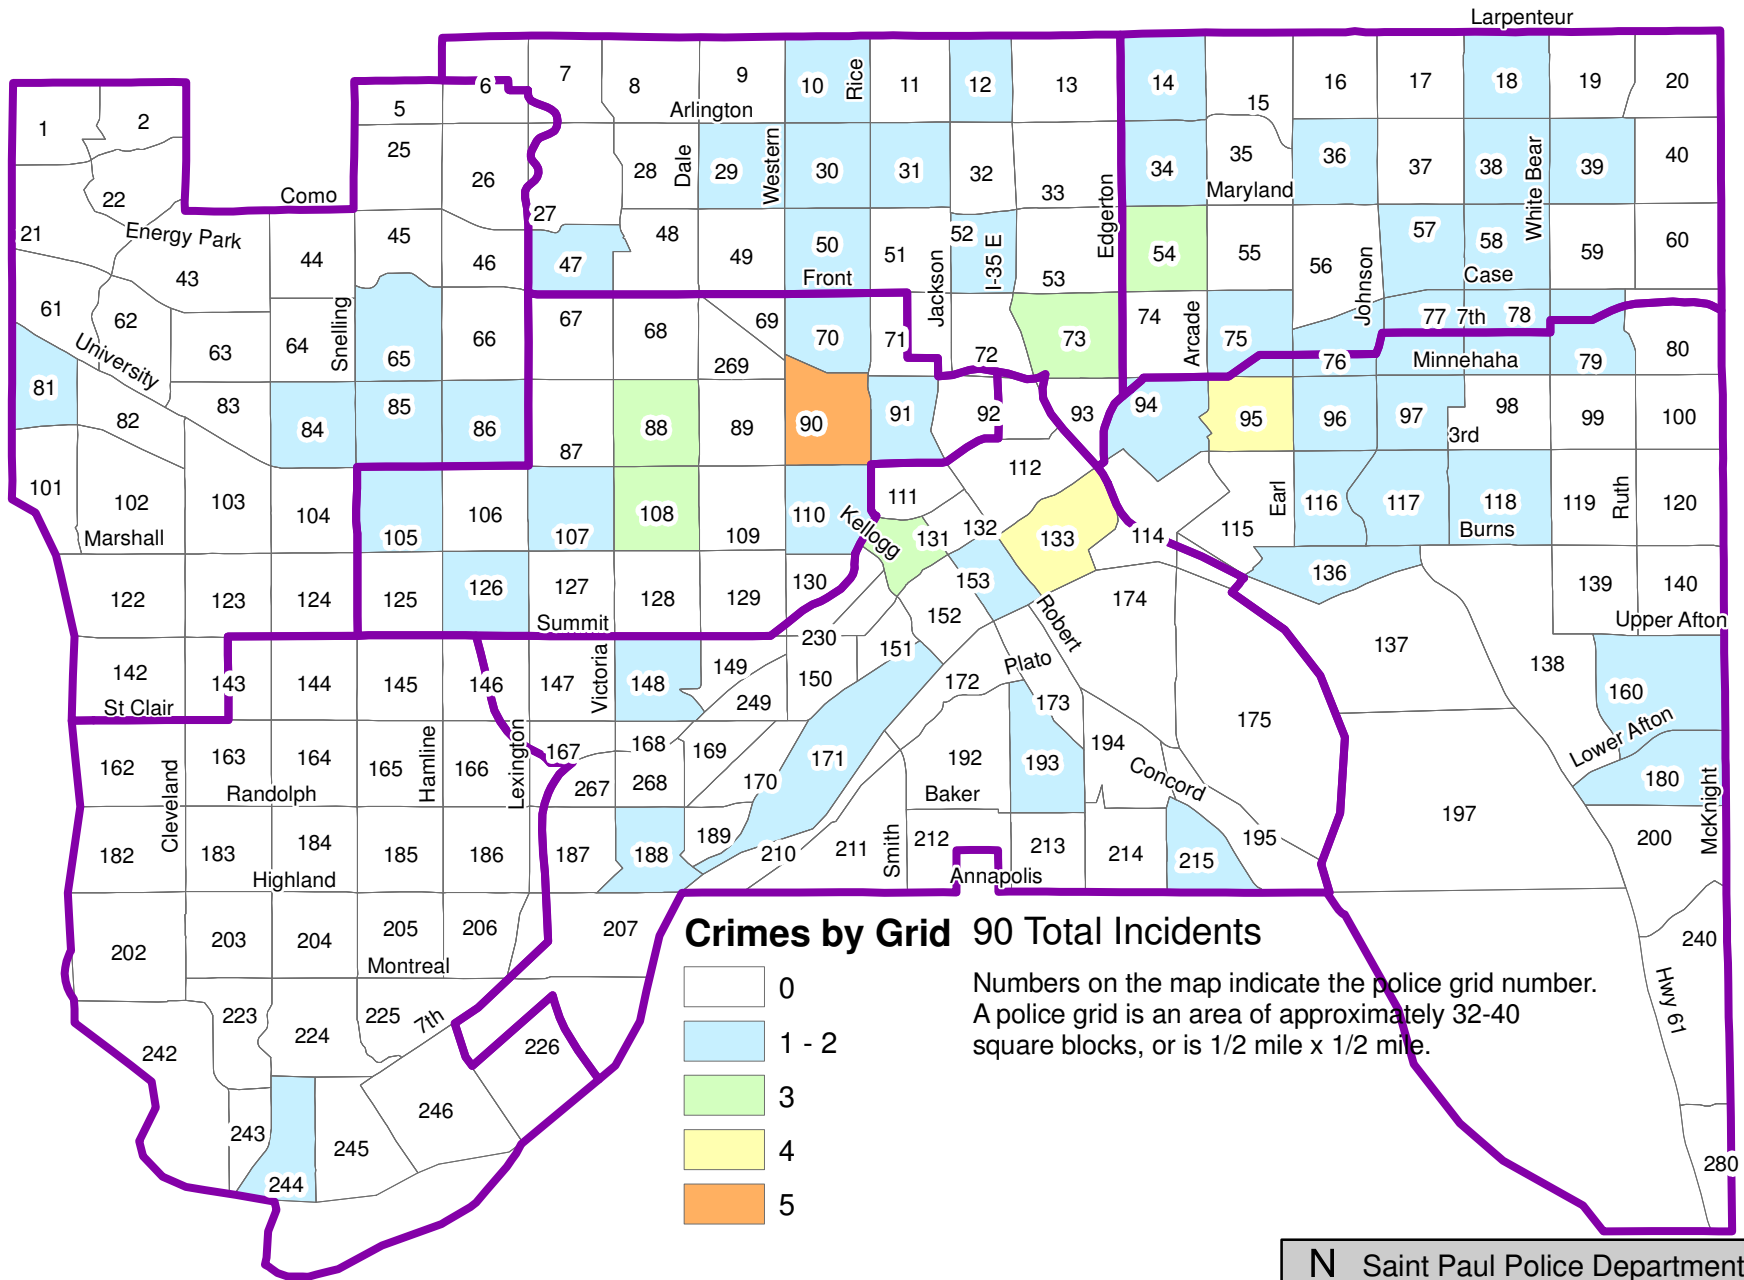 Larpenteur
6 7 8 9 10 Rice 11 12 13 14 15 16 17 18 19 20
1 2 5 Arlington
25 26 28 Dale 29 Western 30 31 32 33 34 35 36 37 38 White Bear 39 40
22 Como 27 Maryland
21 Energy Park 43 44 45 46 47 48 49 50 51 52 I-35 E 53 Edgerton 54 55 56 57 58 59 60
Front Jackson Johnson Case
61 62 63 64 Snelling 65 66 67 68 69 70 71 72 73 74 Arcade 75 76 77 7th 78 79 80
University 269 Minnehaha
81 82 83 84 85 86 87 88 89 90 91 92 93 94 95 96 97 98 99 100
3rd
101 102 103 104 105 106 107 108 109 110 111 112 114 115 Earl 116 117 118 119 Ruth 120
Marshall Kellogg 131 132 133 Burns
122 123 124 125 126 127 128 129 130 153 136 139 140
Summit 230 152 Robert 174 Upper Afton
142 143 144 145 146 147 Victoria 148 149 150 151 172 Plato 173 137 138 160
St Clair 249 175
162 Cleveland 163 164 165 Hamline 166 Lexington 167 168 169 170 171 192 193 194 Lower Afton
Randolph 267 268 Baker Concord 180 McKnight
182 183 184 185 186 187 188 189 210 211 Smith 212 213 214 215 195 197 200
Highland Annapolis
202 203 204 205 206 207 240
Montreal
223 224 225 7th 226 Hwy 61
242 243 244 245 246 280
Crimes by Grid 90 Total Incidents
0
1 - 2
3
4
5
Numbers on the map indicate the police grid number.
A police grid is an area of approximately 32-40
square blocks, or is 1/2 mile x 1/2 mile.
N Saint Paul Police Department